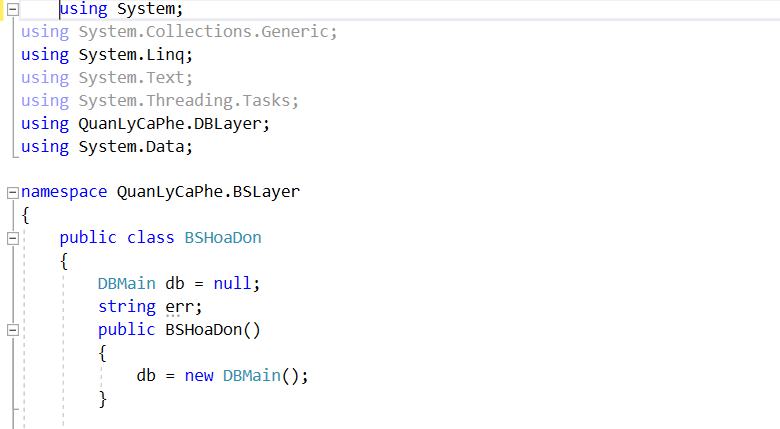 using System;
using System.Collections.Generic;
using System.Linq;
using System.Text;
using System.Threading.Tasks;
using QuanLyCaPhe.DBLayer;
using System.Data;
namespace QuanLyCaPhe.BSLayer
{
public class BSHoaDon
{
DBMain db = null;
string err;
public BSHoaDon()
{
db = new DBMain();
}